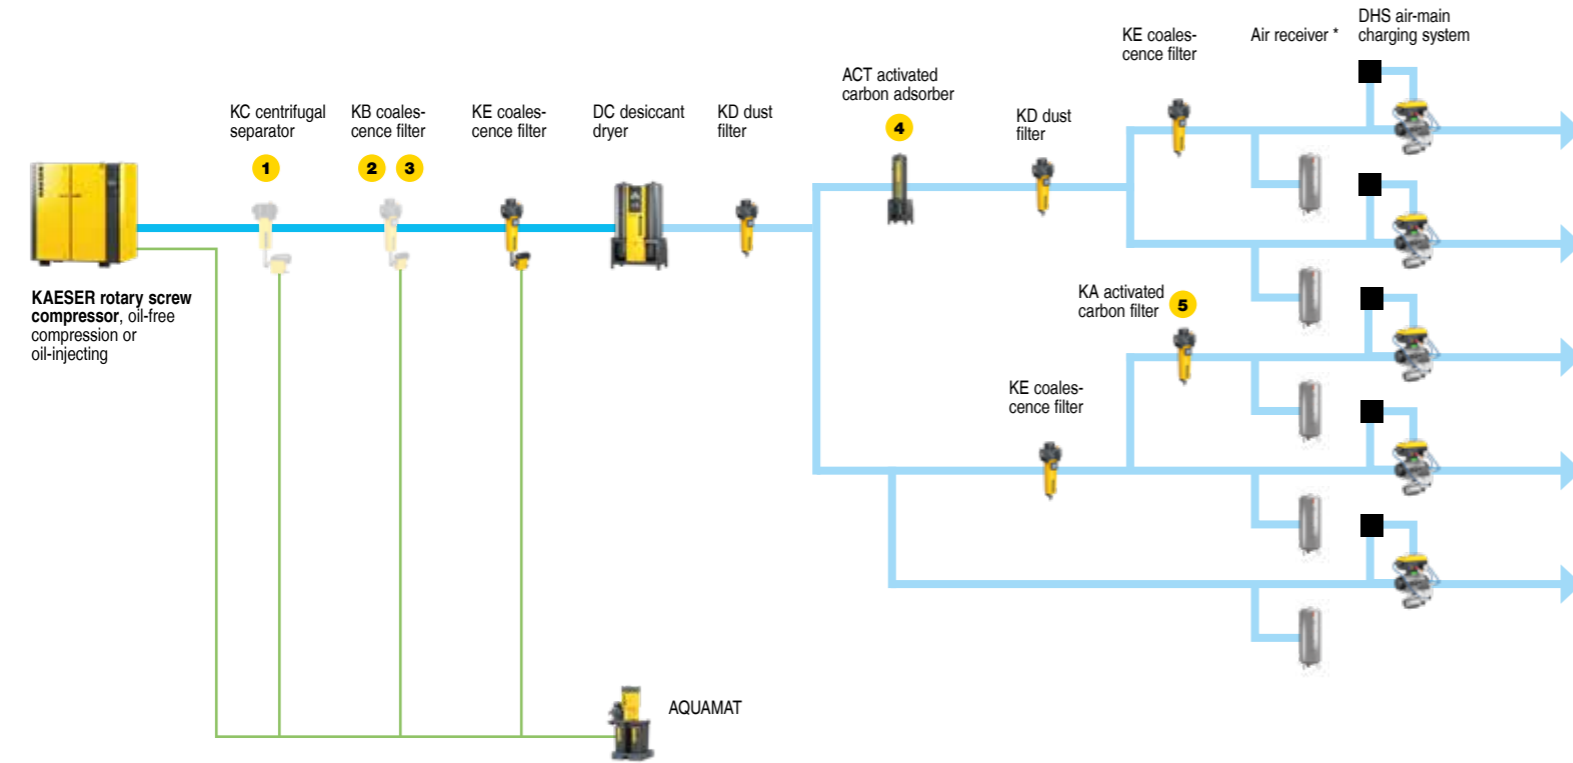 DHS air-main
charging system
KE coales-
cence filter
Air receiver *
ACT activated
carbon adsorber
4
KC centrifugal
separator
1
KB coales-
cence filter
2 3
KE coales-
cence filter
DC desiccant
dryer
KD dust
filter
KD dust
filter
KAESER rotary screw
compressor, oil-free
compression or
oil-injecting
KA activated
carbon filter
5
KE coales-
cence filter
AQUAMAT